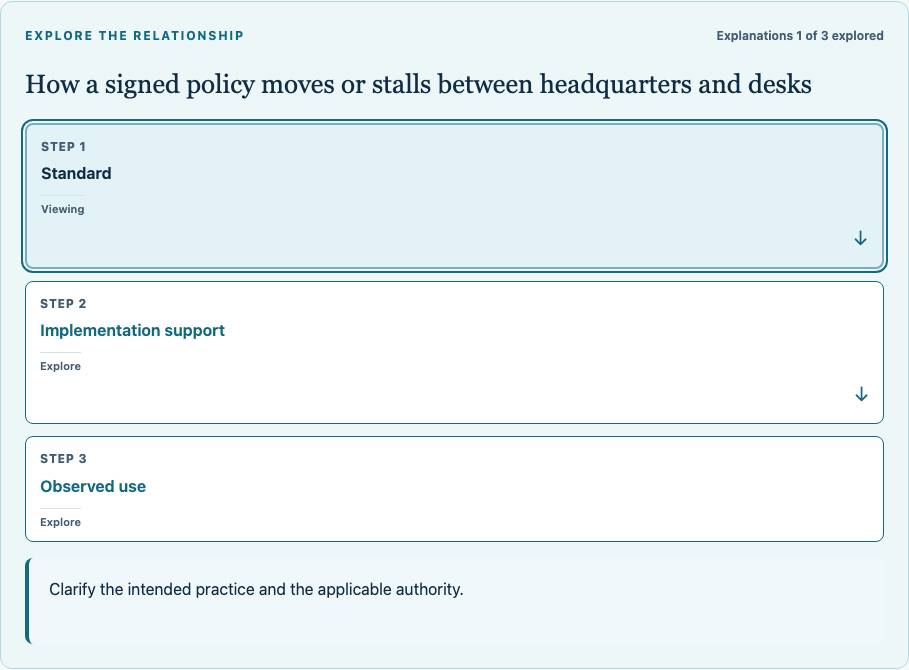 EXPLORE THE RELATIONSHIP
Explanations 1 of 3 explored
How a signed policy moves or stalls between headquarters and desks
STEP 1
Standard
Viewing
STEP 2
Implementation support
Explore
STEP 3
Observed use
Explore
Clarify the intended practice and the applicable authority.